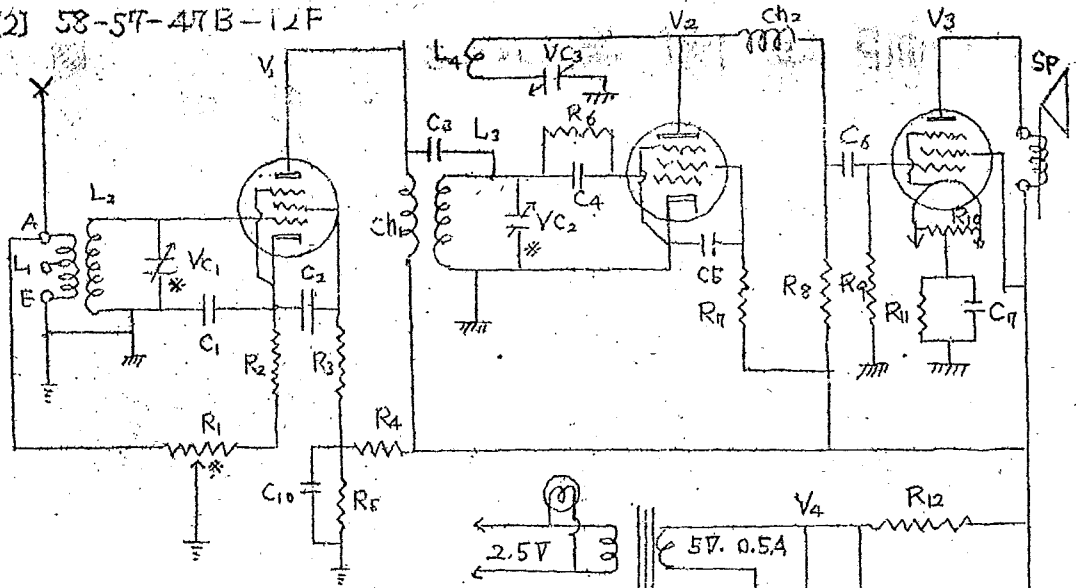 [2] 58-57-47B-12F
V1
V2
Ch2
V3
L4
VC3
SP
R6
C3
L3
C6
L2
C4
A
VC2
※
R10
L1
VC1
※
Ch1
C2
C5
E
R8
R9
R11
C7
C1
R7
R2
R3
R1
※
R4
C10
R5
V4
R12
2.5V
5V. 0.5A